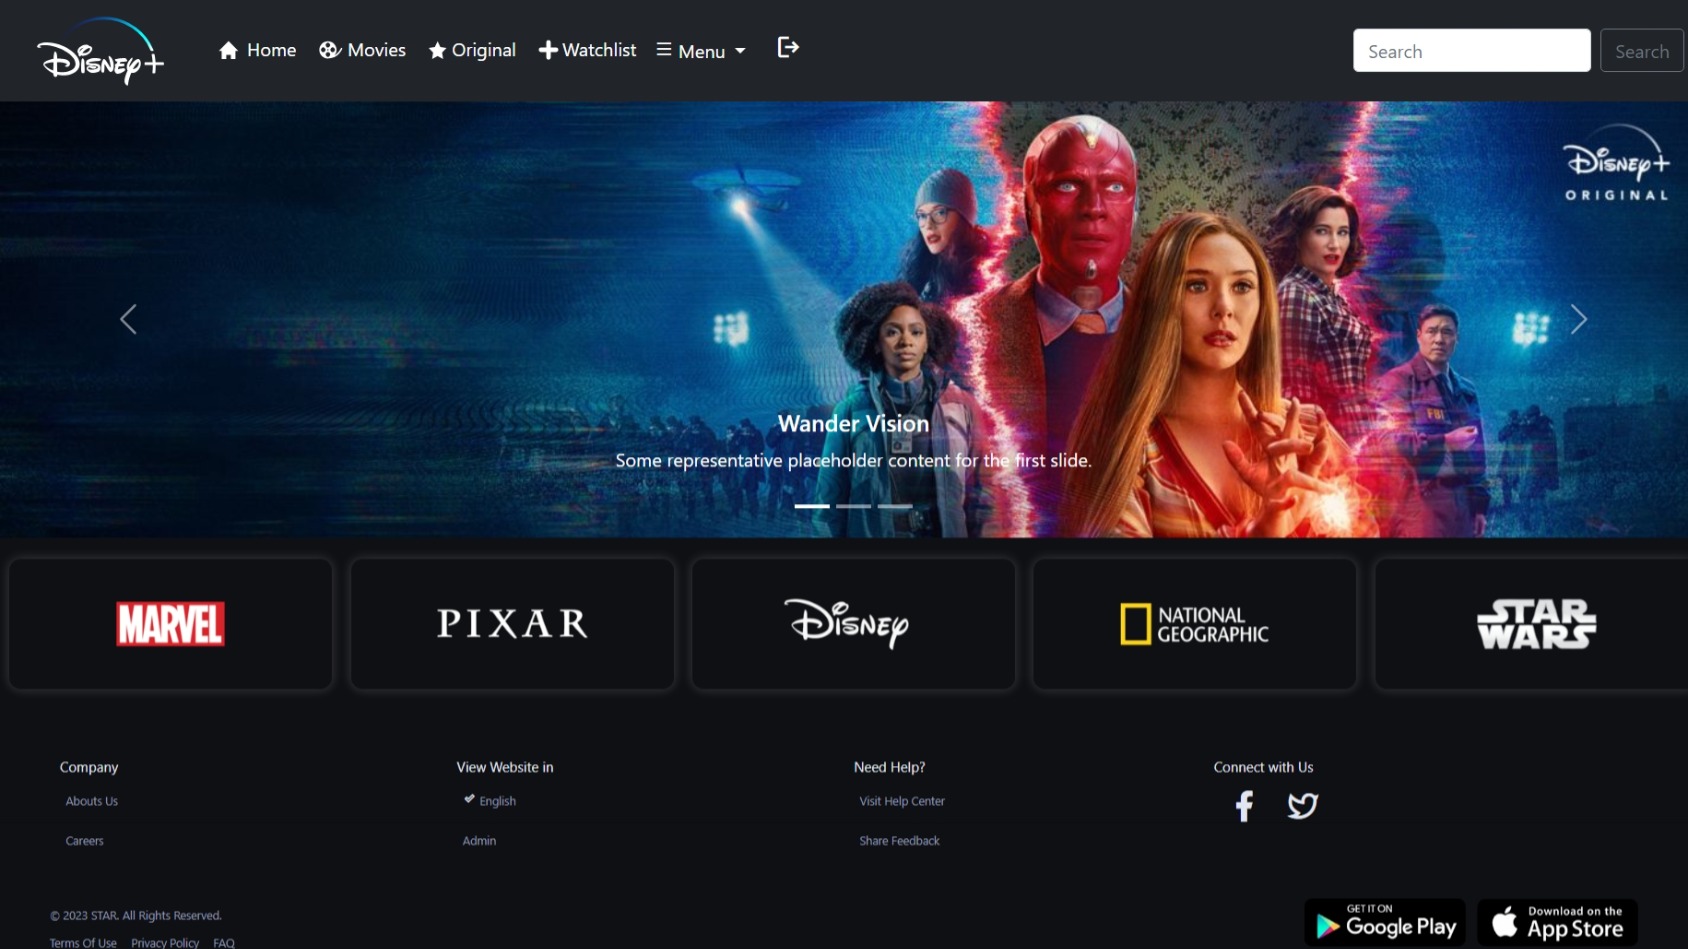 Disney+
Home Movies Original Watchlist Menu
Search Search
Disney+
ORIGINAL
FBI
Wander Vision
Some representative placeholder content for the first slide.
MARVEL
PIXAR
Disney
NATIONAL
GEOGRAPHIC
STAR
WARS
Company
Abouts Us
Careers
View Website in
English
Admin
Need Help?
Visit Help Center
Share Feedback
Connect with Us
© 2023 STAR. All Rights Reserved.
Terms Of Use Privacy Policy FAQ
GET IT ON
Google Play
Download on the
App Store